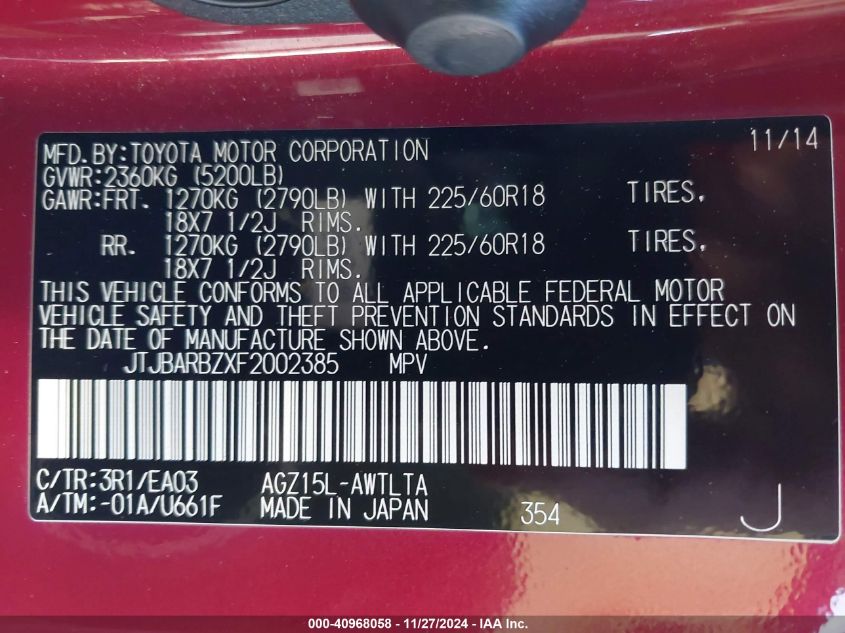 11/14
MFD.BY:TOYOTA MOTOR CORPORATION
GVWR:2360KG (5200LB)
GAWR:FRT. 1270KG (2790LB) WITH 225/60R18 TIRES,
18X7 1/2J RIMS.
RR. 1270KG (2790LB) WITH 225/60R18 TIRES,
18X7 1/2J RIMS.
THIS VEHICLE CONFORMS TO ALL APPLICABLE FEDERAL MOTOR
VEHICLE SAFETY AND THEFT PREVENTION STANDARDS IN EFFECT ON
THE DATE OF MANUFACTURE SHOWN ABOVE.
JTJBARBZXF2002385 MPV
C/TR:3R1/EA03 AGZ15L-AWTLTA
A/TM:-01A/U661F MADE IN JAPAN 354 J
000-40968058 - 11/27/2024 - IAA Inc.